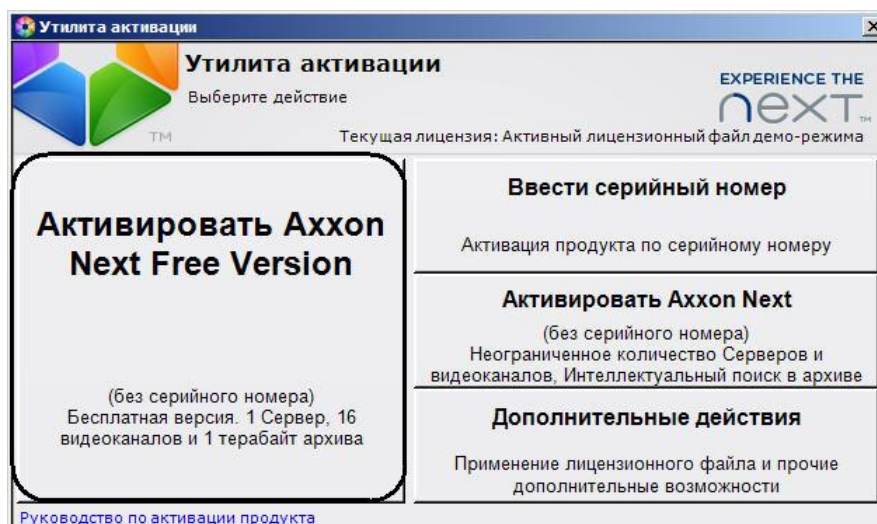 Утилита активации
Утилита активации
Выберите действие
EXPERIENCE THE
next™
TM
Текущая лицензия: Активный лицензионный файл демо-режима
Активировать Axxon
Next Free Version
(без серийного номера)
Бесплатная версия. 1 Сервер, 16
видеоканалов и 1 терабайт архива
Ввести серийный номер
Активация продукта по серийному номеру
Активировать Axxon Next
(без серийного номера)
Неограниченное количество Серверов и
видеоканалов, Интеллектуальный поиск в архиве
Дополнительные действия
Применение лицензионного файла и прочие
дополнительные возможности
Руководство по активации продукта